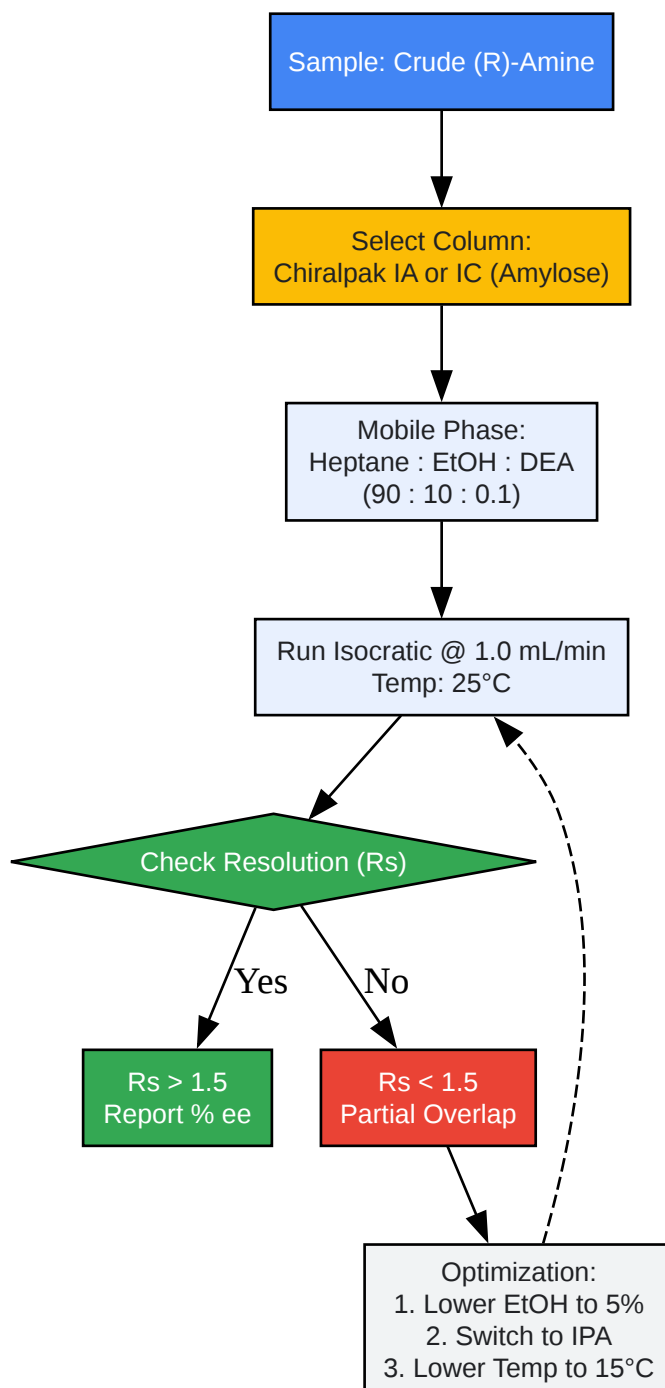 Sample: Crude (R)-Amine
Select Column:
Chiralpak IA or IC (Amylose)
Mobile Phase:
Heptane : EtOH : DEA
(90 : 10 : 0.1)
Run Isocratic @ 1.0 mL/min
Temp: 25°C
Check Resolution (Rs)
Yes
No
Rs > 1.5
Report % ee
Rs < 1.5
Partial Overlap
Optimization:
1. Lower EtOH to 5%
2. Switch to IPA
3. Lower Temp to 15°C